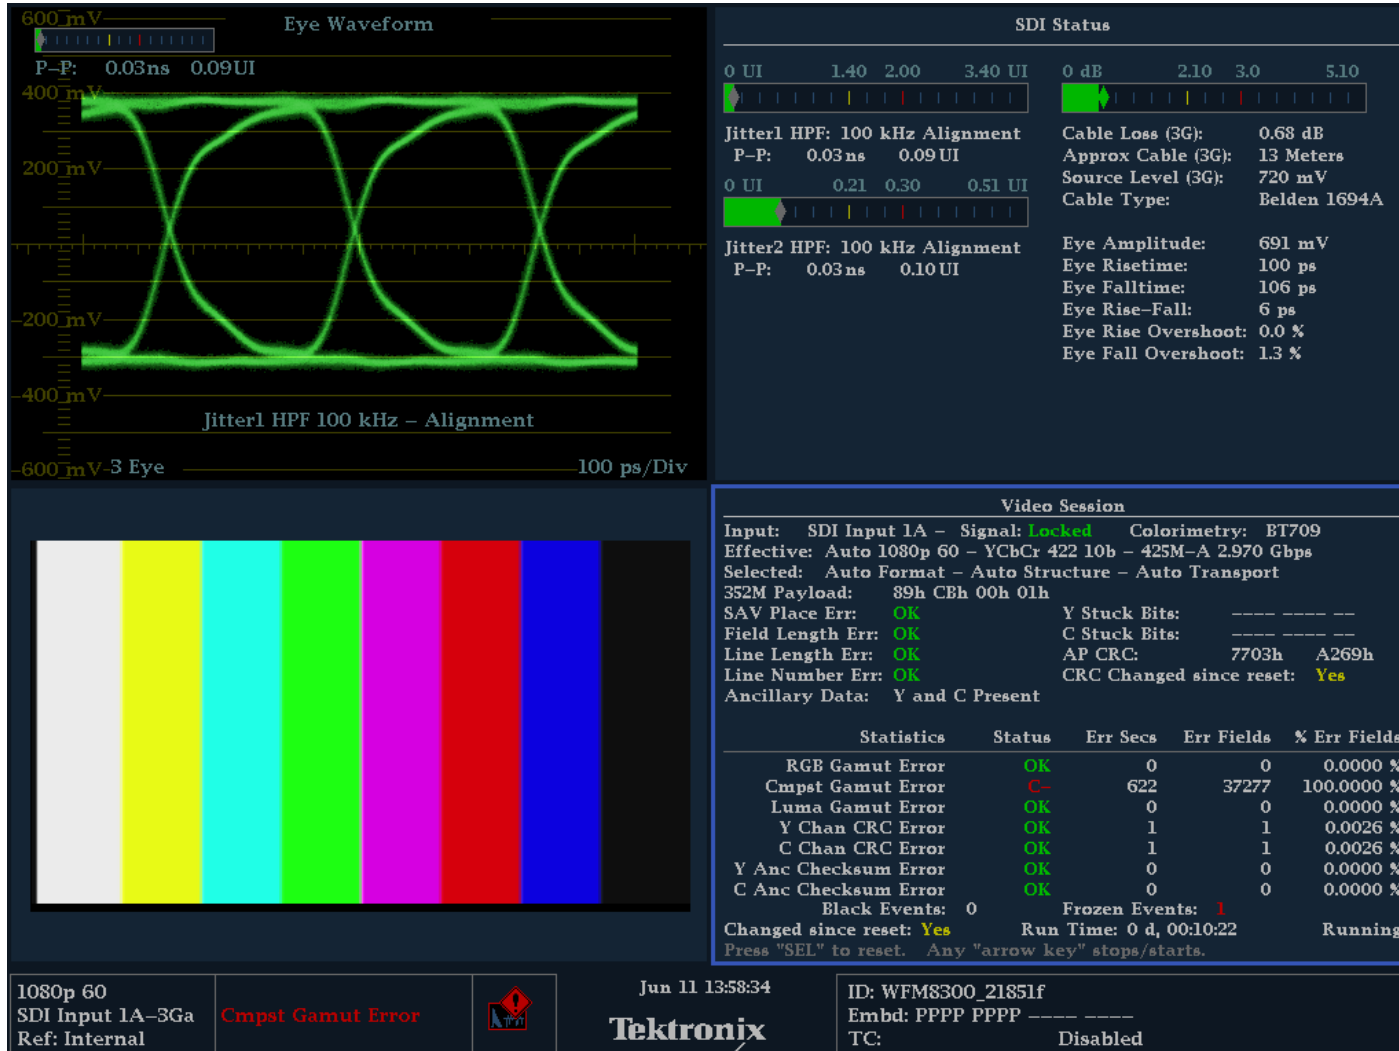 Eye Waveform
600 mV
P-P: 0.03ns 0.09UI
400 mV
200 mV
-200 mV
-400 mV
Jitter1 HPF 100 kHz - Alignment
-600 mV
3 Eye
100 ps/Div
SDI Status
0 UI 1.40 2.00 3.40 UI
Jitter1 HPF: 100 kHz Alignment
P-P: 0.03ns 0.09UI
0 UI 0.21 0.30 0.51 UI
Jitter2 HPF: 100 kHz Alignment
P-P: 0.03ns 0.10UI
0 dB 2.10 3.0 5.10
Cable Loss (3G): 0.68 dB
Approx Cable (3G): 13 Meters
Source Level (3G): 720 mV
Cable Type: Belden 1694A
Eye Amplitude: 691 mV
Eye Risetime: 100 ps
Eye Falltime: 106 ps
Eye Rise-Fall: 6 ps
Eye Rise Overshoot: 0.0 %
Eye Fall Overshoot: 1.3 %
Video Session
Input: SDI Input 1A - Signal: Locked Colorimetry: BT709
Effective: Auto 1080p 60 - YCbCr 422 10b - 425M-A 2.970 Gbps
Selected: Auto Format - Auto Structure - Auto Transport
352M Payload: 89h CBh 00h 01h
SAV Place Err: OK Y Stuck Bits: ---- ---- --
Field Length Err: OK C Stuck Bits: ---- ---- --
Line Length Err: OK AP CRC: 7703h A269h
Line Number Err: OK CRC Changed since reset: Yes
Ancillary Data: Y and C Present
Statistics Status Err Secs Err Fields % Err Fields
RGB Gamut Error OK 0 0 0.0000 %
Cmpst Gamut Error C- 622 37277 100.0000 %
Luma Gamut Error OK 0 0 0.0000 %
Y Chan CRC Error OK 1 1 0.0026 %
C Chan CRC Error OK 1 1 0.0026 %
Y Anc Checksum Error OK 0 0 0.0000 %
C Anc Checksum Error OK 0 0 0.0000 %
Black Events: 0 Frozen Events: 1
Changed since reset: Yes Run Time: 0 d, 00:10:22 Running
Press "SEL" to reset. Any "arrow key" stops/starts.
1080p 60
SDI Input 1A-3Ga
Ref: Internal
Cmpst Gamut Error
Jun 11 13:58:34
Tektronix
ID: WFM8300_21851f
Embd: PPPP PPPP ---- ----
TC: Disabled